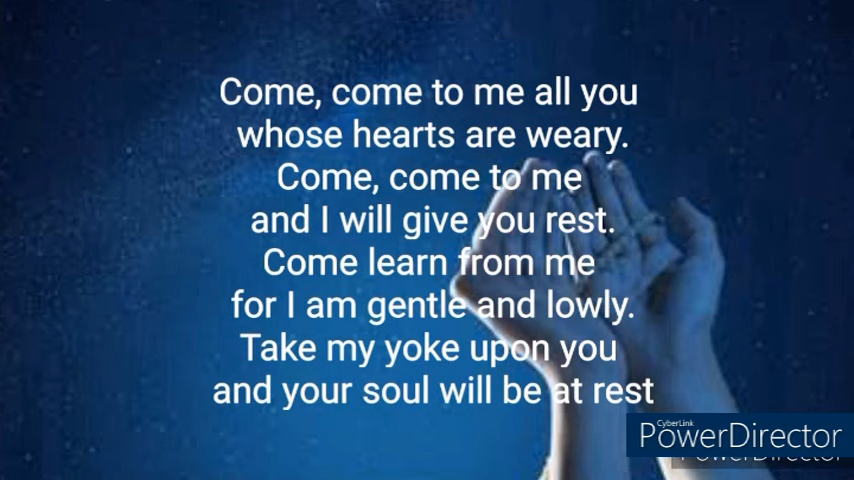 Come, come to me all you
whose hearts are weary.
Come, come to me
and I will give you rest.
Come learn from me
for I am gentle and lowly.
Take my yoke upon you
and your soul will be at rest
CyberLink
PowerDirector
PowerDirector